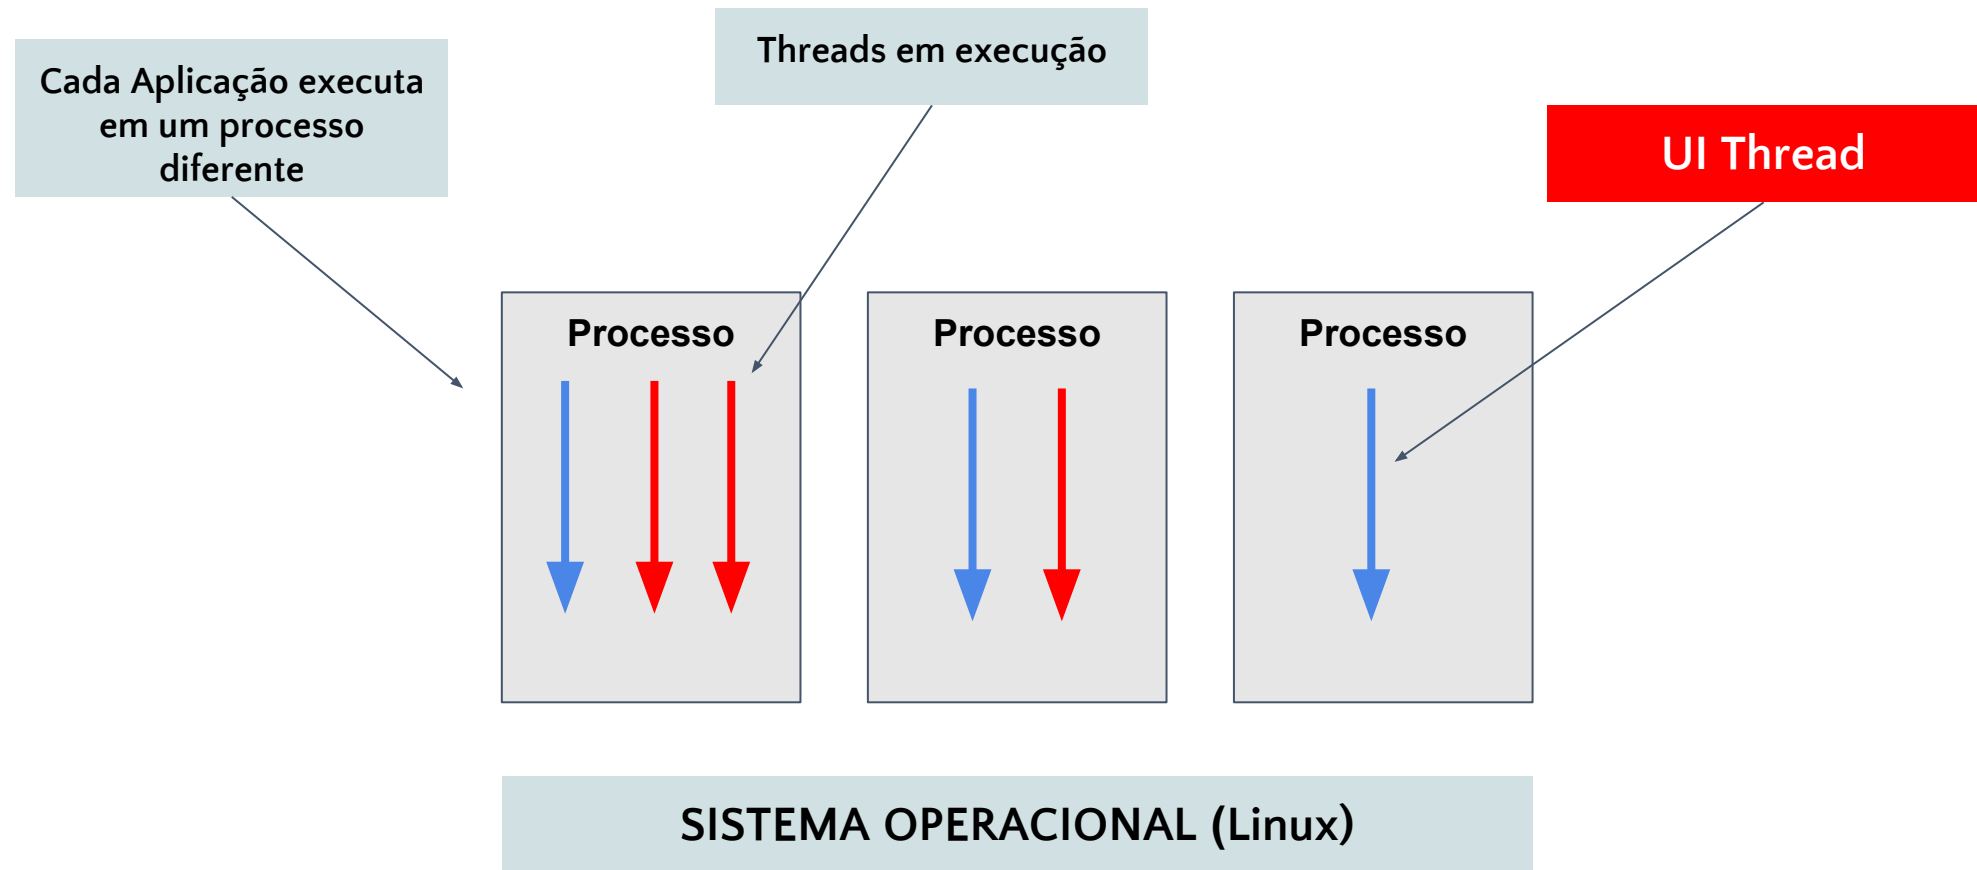 Cada Aplicação executa
em um processo
diferente
Threads em execução
UI Thread
Processo
Processo
Processo
SISTEMA OPERACIONAL (Linux)